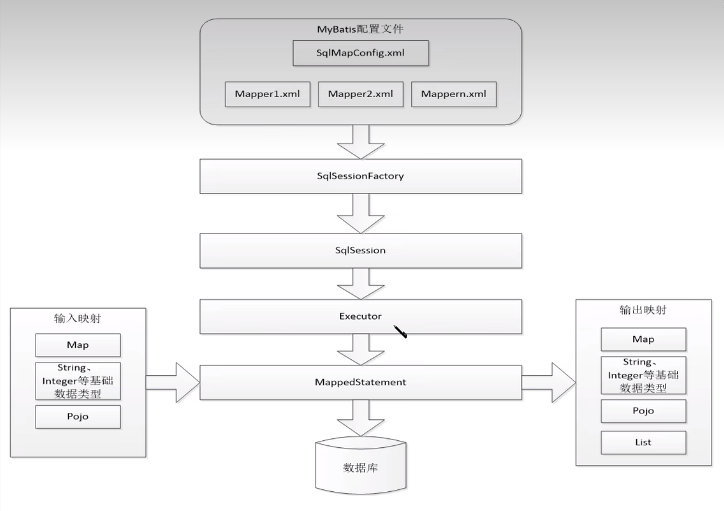 MyBatis配置文件
SqlMapConfig.xml
Mapper1.xml
Mapper2.xml
Mappern.xml
SqlSessionFactory
SqlSession
Executor
输入映射
Map
String、
Integer等基础
数据类型
Pojo
MappedStatement
输出映射
Map
String、
Integer等基础
数据类型
Pojo
List
数据库